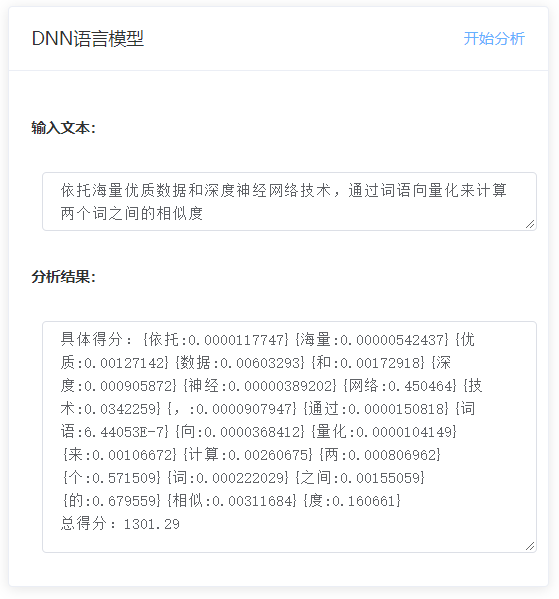 DNN语言模型
开始分析
输入文本：
依托海量优质数据和深度神经网络技术，通过词语向量化来计算
两个词之间的相似度
分析结果：
具体得分：{依托:0.0000117747}{海量:0.00000542437}{优
质:0.00127142}{数据:0.00603293}{和:0.00172918}{深
度:0.000905872}{神经:0.00000389202}{网络:0.450464}{技
术:0.0342259}{，:0.0000907947}{通过:0.0000150818}{词
语:6.44053E-7}{向:0.0000368412}{量化:0.0000104149}
{来:0.00106672}{计算:0.00260675}{两:0.000806962}
{个:0.571509}{词:0.000222029}{之间:0.00155059}
{的:0.679559}{相似:0.00311684}{度:0.160661}
总得分：1301.29